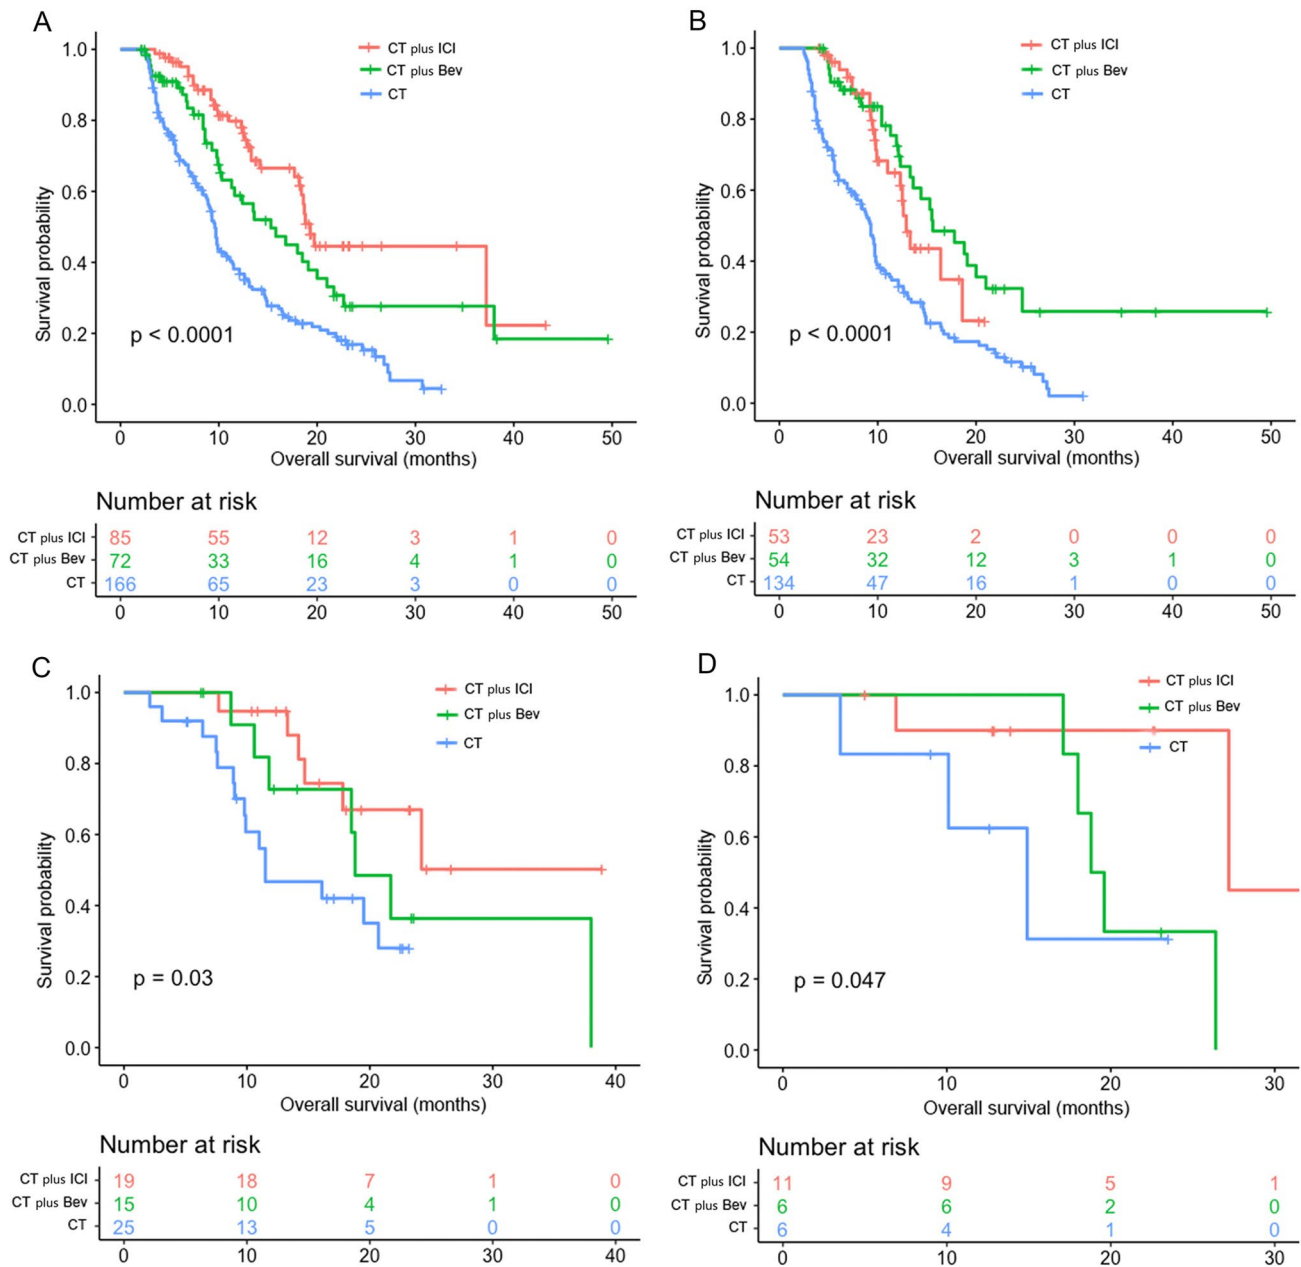 A
CT plus ICI
CT plus Bev
CT
1.0
0.8
0.6
0.4
0.2
0.0
Survival probability
p < 0.0001
0 10 20 30 40 50
Overall survival (months)
Number at risk
CT plus ICI 85 55 12 3 1 0
CT plus Bev 72 33 16 4 1 0
CT 166 65 23 3 0 0
0 10 20 30 40 50
B
CT plus ICI
CT plus Bev
CT
1.0
0.8
0.6
0.4
0.2
0.0
Survival probability
p < 0.0001
0 10 20 30 40 50
Overall survival (months)
Number at risk
CT plus ICI 53 23 2 0 0 0
CT plus Bev 54 32 12 3 1 0
CT 134 47 16 1 0 0
0 10 20 30 40 50
C
CT plus ICI
CT plus Bev
CT
1.0
0.8
0.6
0.4
0.2
0.0
Survival probability
p = 0.03
0 10 20 30 40
Overall survival (months)
Number at risk
CT plus ICI 19 18 7 1 0
CT plus Bev 15 10 4 1 0
CT 25 13 5 0 0
0 10 20 30 40
D
CT plus ICI
CT plus Bev
CT
1.0
0.8
0.6
0.4
0.2
0.0
Survival probability
p = 0.047
0 10 20 30
Overall survival (months)
Number at risk
CT plus ICI 11 9 5 1
CT plus Bev 6 6 2 0
CT 6 4 1 0
0 10 20 30